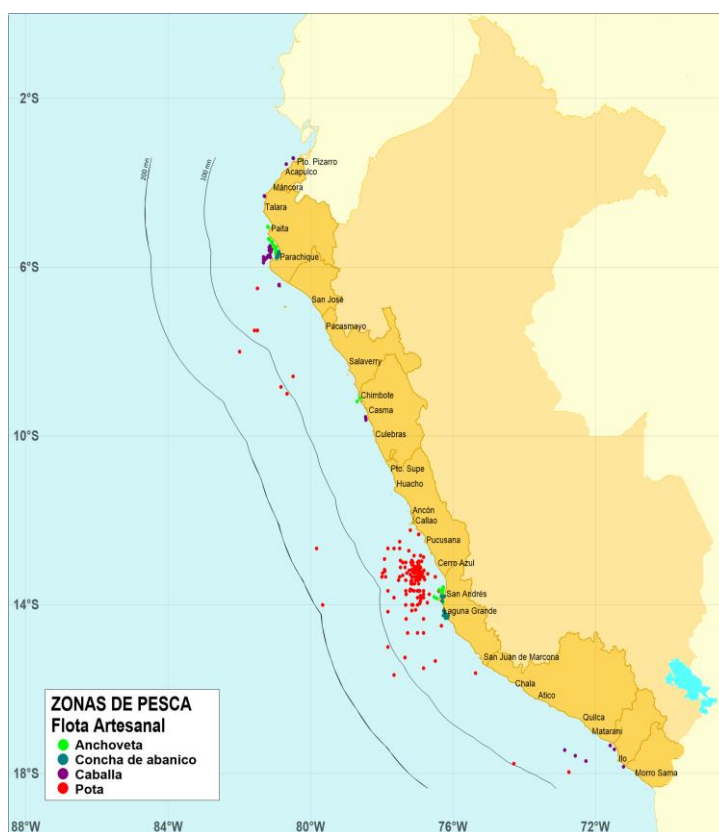 2°S
200 mn
100 mn
Pto. Pizarro
Acapulco
Máncora
Talara
Paita
Parachique
6°S
San José
Pacasmayo
Salaverry
Chimbote
Casma
10°S
Culebras
Pto. Supe
Huacho
Ancón
Callao
Pucusana
Cerro Azul
14°S
San Andrés
Laguna Grande
San Juan de Marcona
Chala
Atico
Quilca
Matarani
Ilo
Morro Sama
18°S
ZONAS DE PESCA
Flota Artesanal
Anchoveta
Concha de abanico
Caballa
Pota
88°W 84°W 80°W 76°W 72°W